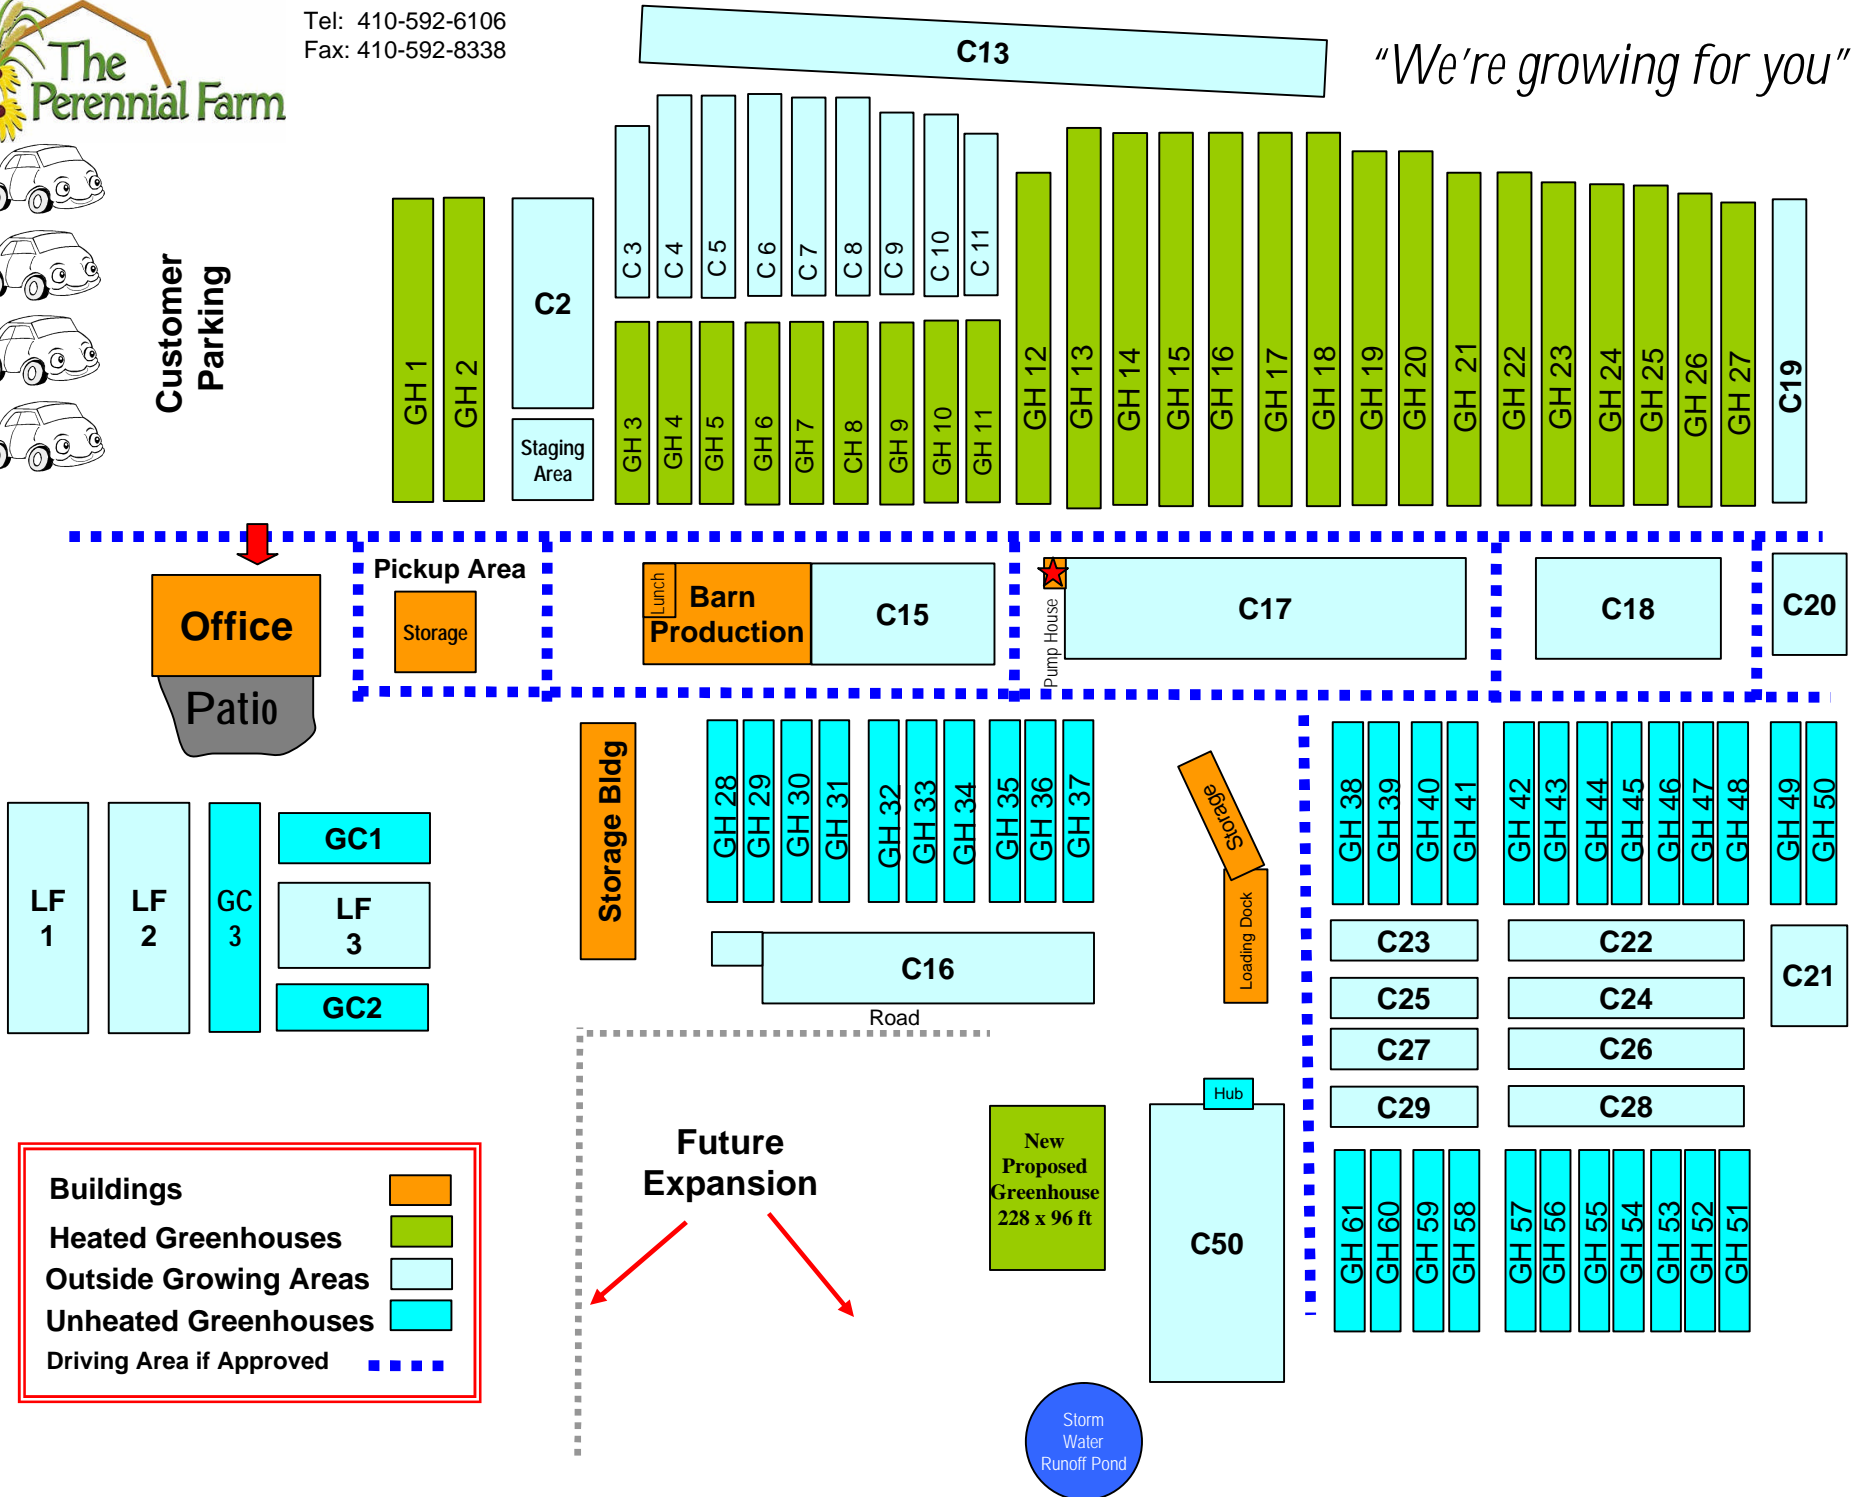 The
Perennial Farm
Tel: 410-592-6106
Fax: 410-592-8338
"We're growing for you"
C13
Customer
Parking
GH 1
GH 2
C2
Staging
Area
C 3
C 4
C 5
C 6
C 7
C 8
C 9
C 10
C 11
GH 3
GH 4
GH 5
GH 6
GH 7
CH 8
GH 9
GH 10
GH 11
GH 12
GH 13
GH 14
GH 15
GH 16
GH 17
GH 18
GH 19
GH 20
GH 21
GH 22
GH 23
GH 24
GH 25
GH 26
GH 27
C19
Office
Patio
Pickup Area
Storage
Lunch
Barn
Production
C15
Pump House
C17
C18
C20
Storage Bldg
GH 28
GH 29
GH 30
GH 31
GH 32
GH 33
GH 34
GH 35
GH 36
GH 37
Storage
Loading Dock
GH 38
GH 39
GH 40
GH 41
GH 42
GH 43
GH 44
GH 45
GH 46
GH 47
GH 48
GH 49
GH 50
LF
1
LF
2
GC
3
GC1
LF
3
GC2
C16
Road
C23
C22
C25
C24
C27
C26
C29
C28
C21
Future
Expansion
New
Proposed
Greenhouse
228 x 96 ft
Hub
C50
GH 61
GH 60
GH 59
GH 58
GH 57
GH 56
GH 55
GH 54
GH 53
GH 52
GH 51
Buildings
Heated Greenhouses
Outside Growing Areas
Unheated Greenhouses
Driving Area if Approved
Storm
Water
Runoff Pond